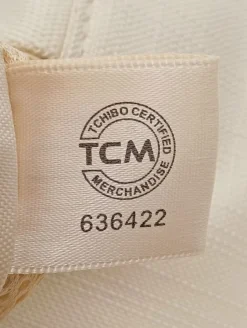 TCHIBO CERTIFIED
TCM
MERCHANDISE
636422